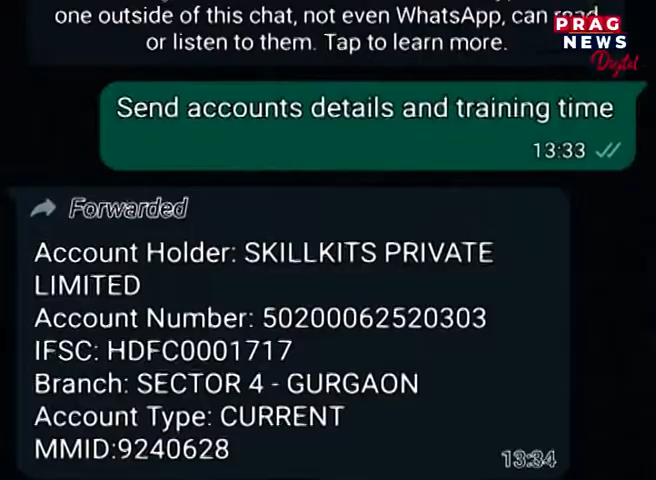 one outside of this chat, not even WhatsApp, can read
or listen to them. Tap to learn more.
PRAG
NEWS
Digital
Send accounts details and training time
13:33
Forwarded
Account Holder: SKILLKITS PRIVATE
LIMITED
Account Number: 50200062520303
IFSC: HDFC0001717
Branch: SECTOR 4 - GURGAON
Account Type: CURRENT
MMID:9240628
13:34